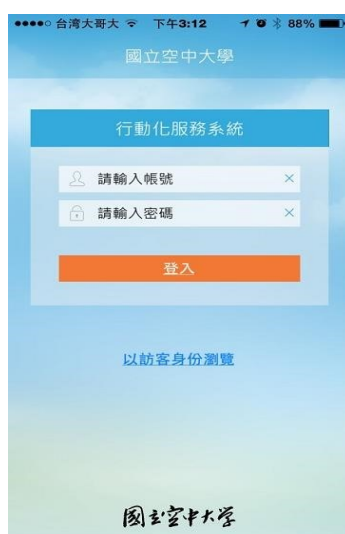 台湾大哥大 下午3:12 88%
國立空中大學
行動化服務系統
請輸入帳號
請輸入密碼
登入
以訪客身份瀏覽
國立空中大学